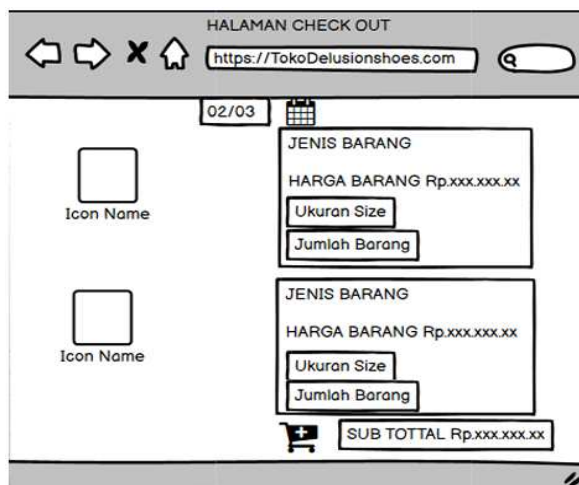 HALAMAN CHECK OUT
https://TokoDelusionshoes.com
02/03
JENIS BARANG
HARGA BARANG Rp.xxx.xxx.xx
Icon Name
Ukuran Size
Jumlah Barang
JENIS BARANG
HARGA BARANG Rp.xxx.xxx.xx
Icon Name
Ukuran Size
Jumlah Barang
SUB TOTTAL Rp.xxx.xxx.xx